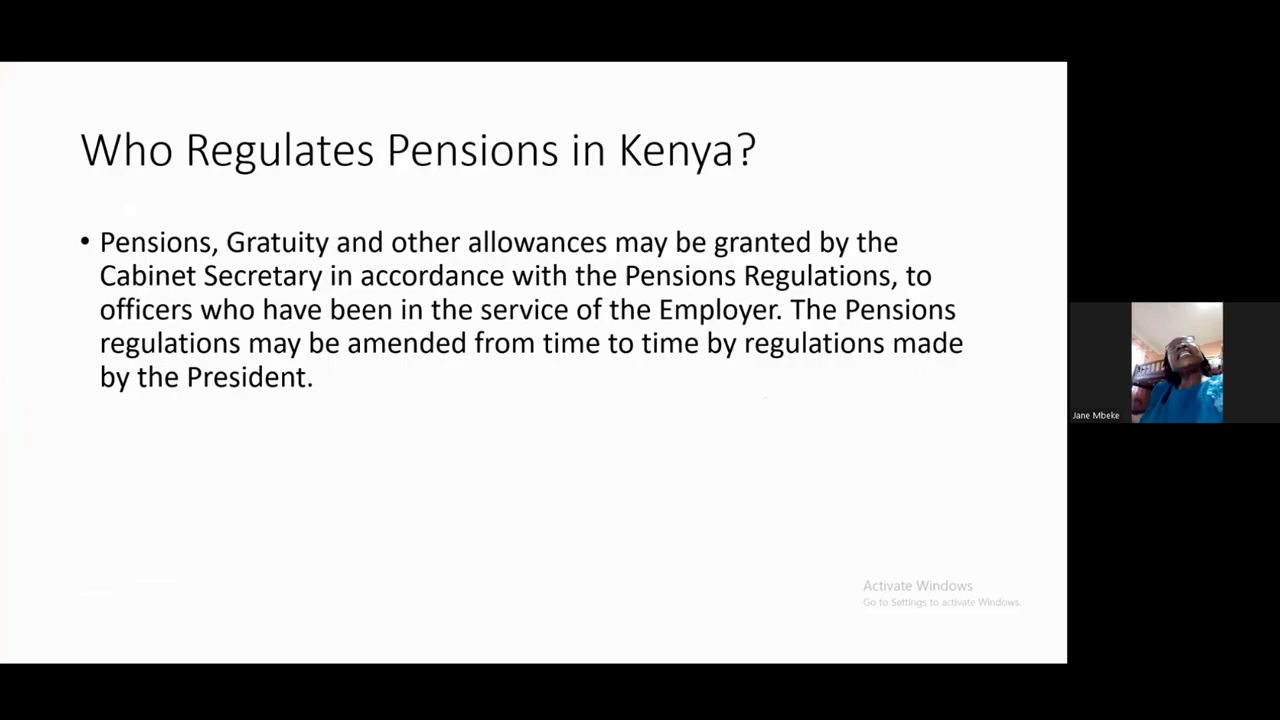 Who Regulates Pensions in Kenya?
• Pensions, Gratuity and other allowances may be granted by the
Cabinet Secretary in accordance with the Pensions Regulations, to
officers who have been in the service of the Employer. The Pensions
regulations may be amended from time to time by regulations made
by the President.
Jane Mbeke
Activate Windows
Go to Settings to activate Windows.